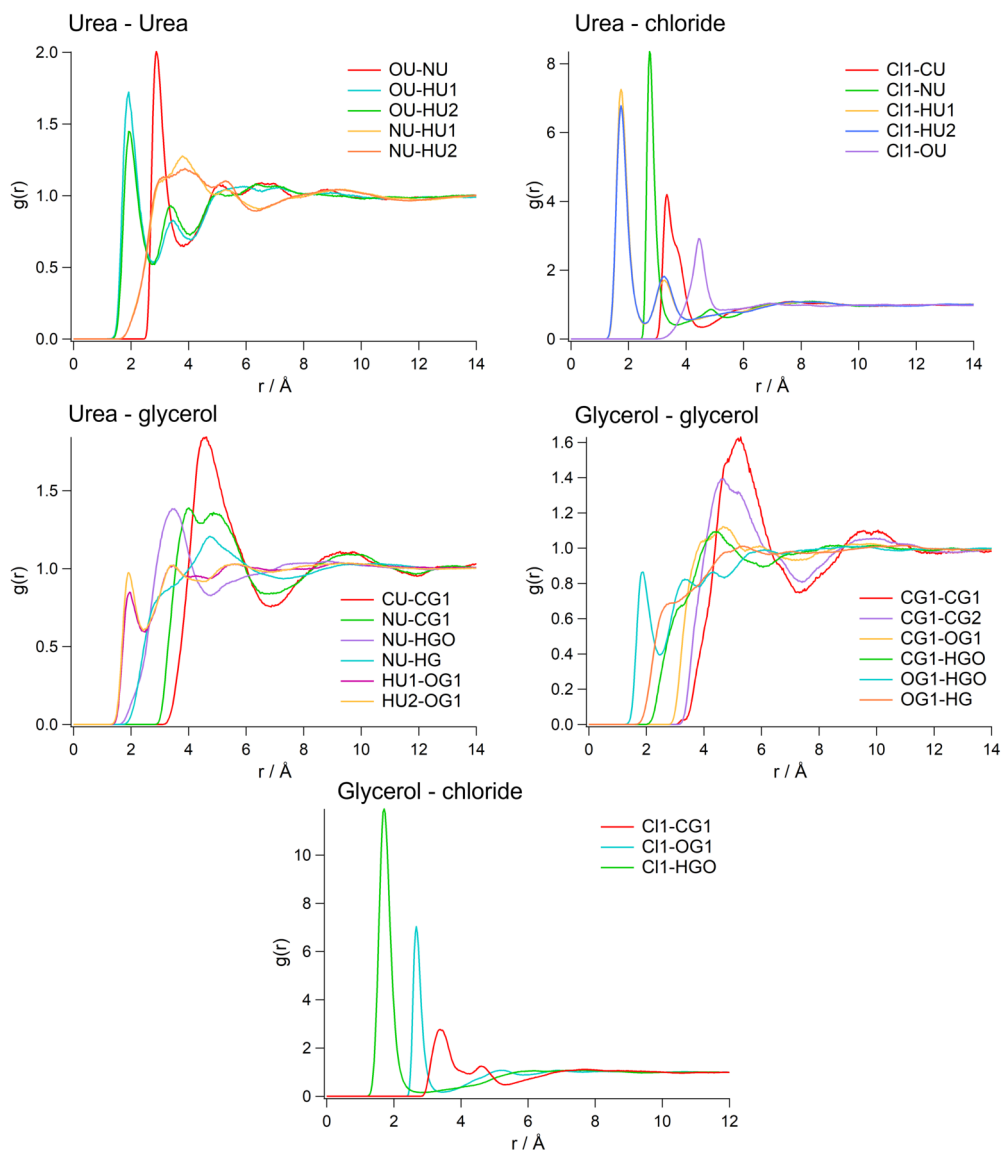 Urea - Urea
2.0
1.5
1.0
0.5
0.0
g(r)
OU-NU
OU-HU1
OU-HU2
NU-HU1
NU-HU2
0 2 4 6 8 10 12 14
r / Å
Urea - chloride
8
6
4
2
0
g(r)
Cl1-CU
Cl1-NU
Cl1-HU1
Cl1-HU2
Cl1-OU
0 2 4 6 8 10 12 14
r / Å
Urea - glycerol
1.5
1.0
0.5
0.0
g(r)
CU-CG1
NU-CG1
NU-HGO
NU-HG
HU1-OG1
HU2-OG1
0 2 4 6 8 10 12 14
r / Å
Glycerol - glycerol
1.6
1.4
1.2
1.0
0.8
0.6
0.4
0.2
0.0
g(r)
CG1-CG1
CG1-CG2
CG1-OG1
CG1-HGO
OG1-HGO
OG1-HG
0 2 4 6 8 10 12 14
r / Å
Glycerol - chloride
10
8
6
4
2
0
g(r)
Cl1-CG1
Cl1-OG1
Cl1-HGO
0 2 4 6 8 10 12
r / Å